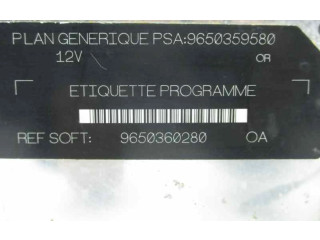 PLAN GENERIQUE PSA:9650359580
12V OR
ETIQUETTE PROGRAMME
REF SOFT: 9650360280 OA